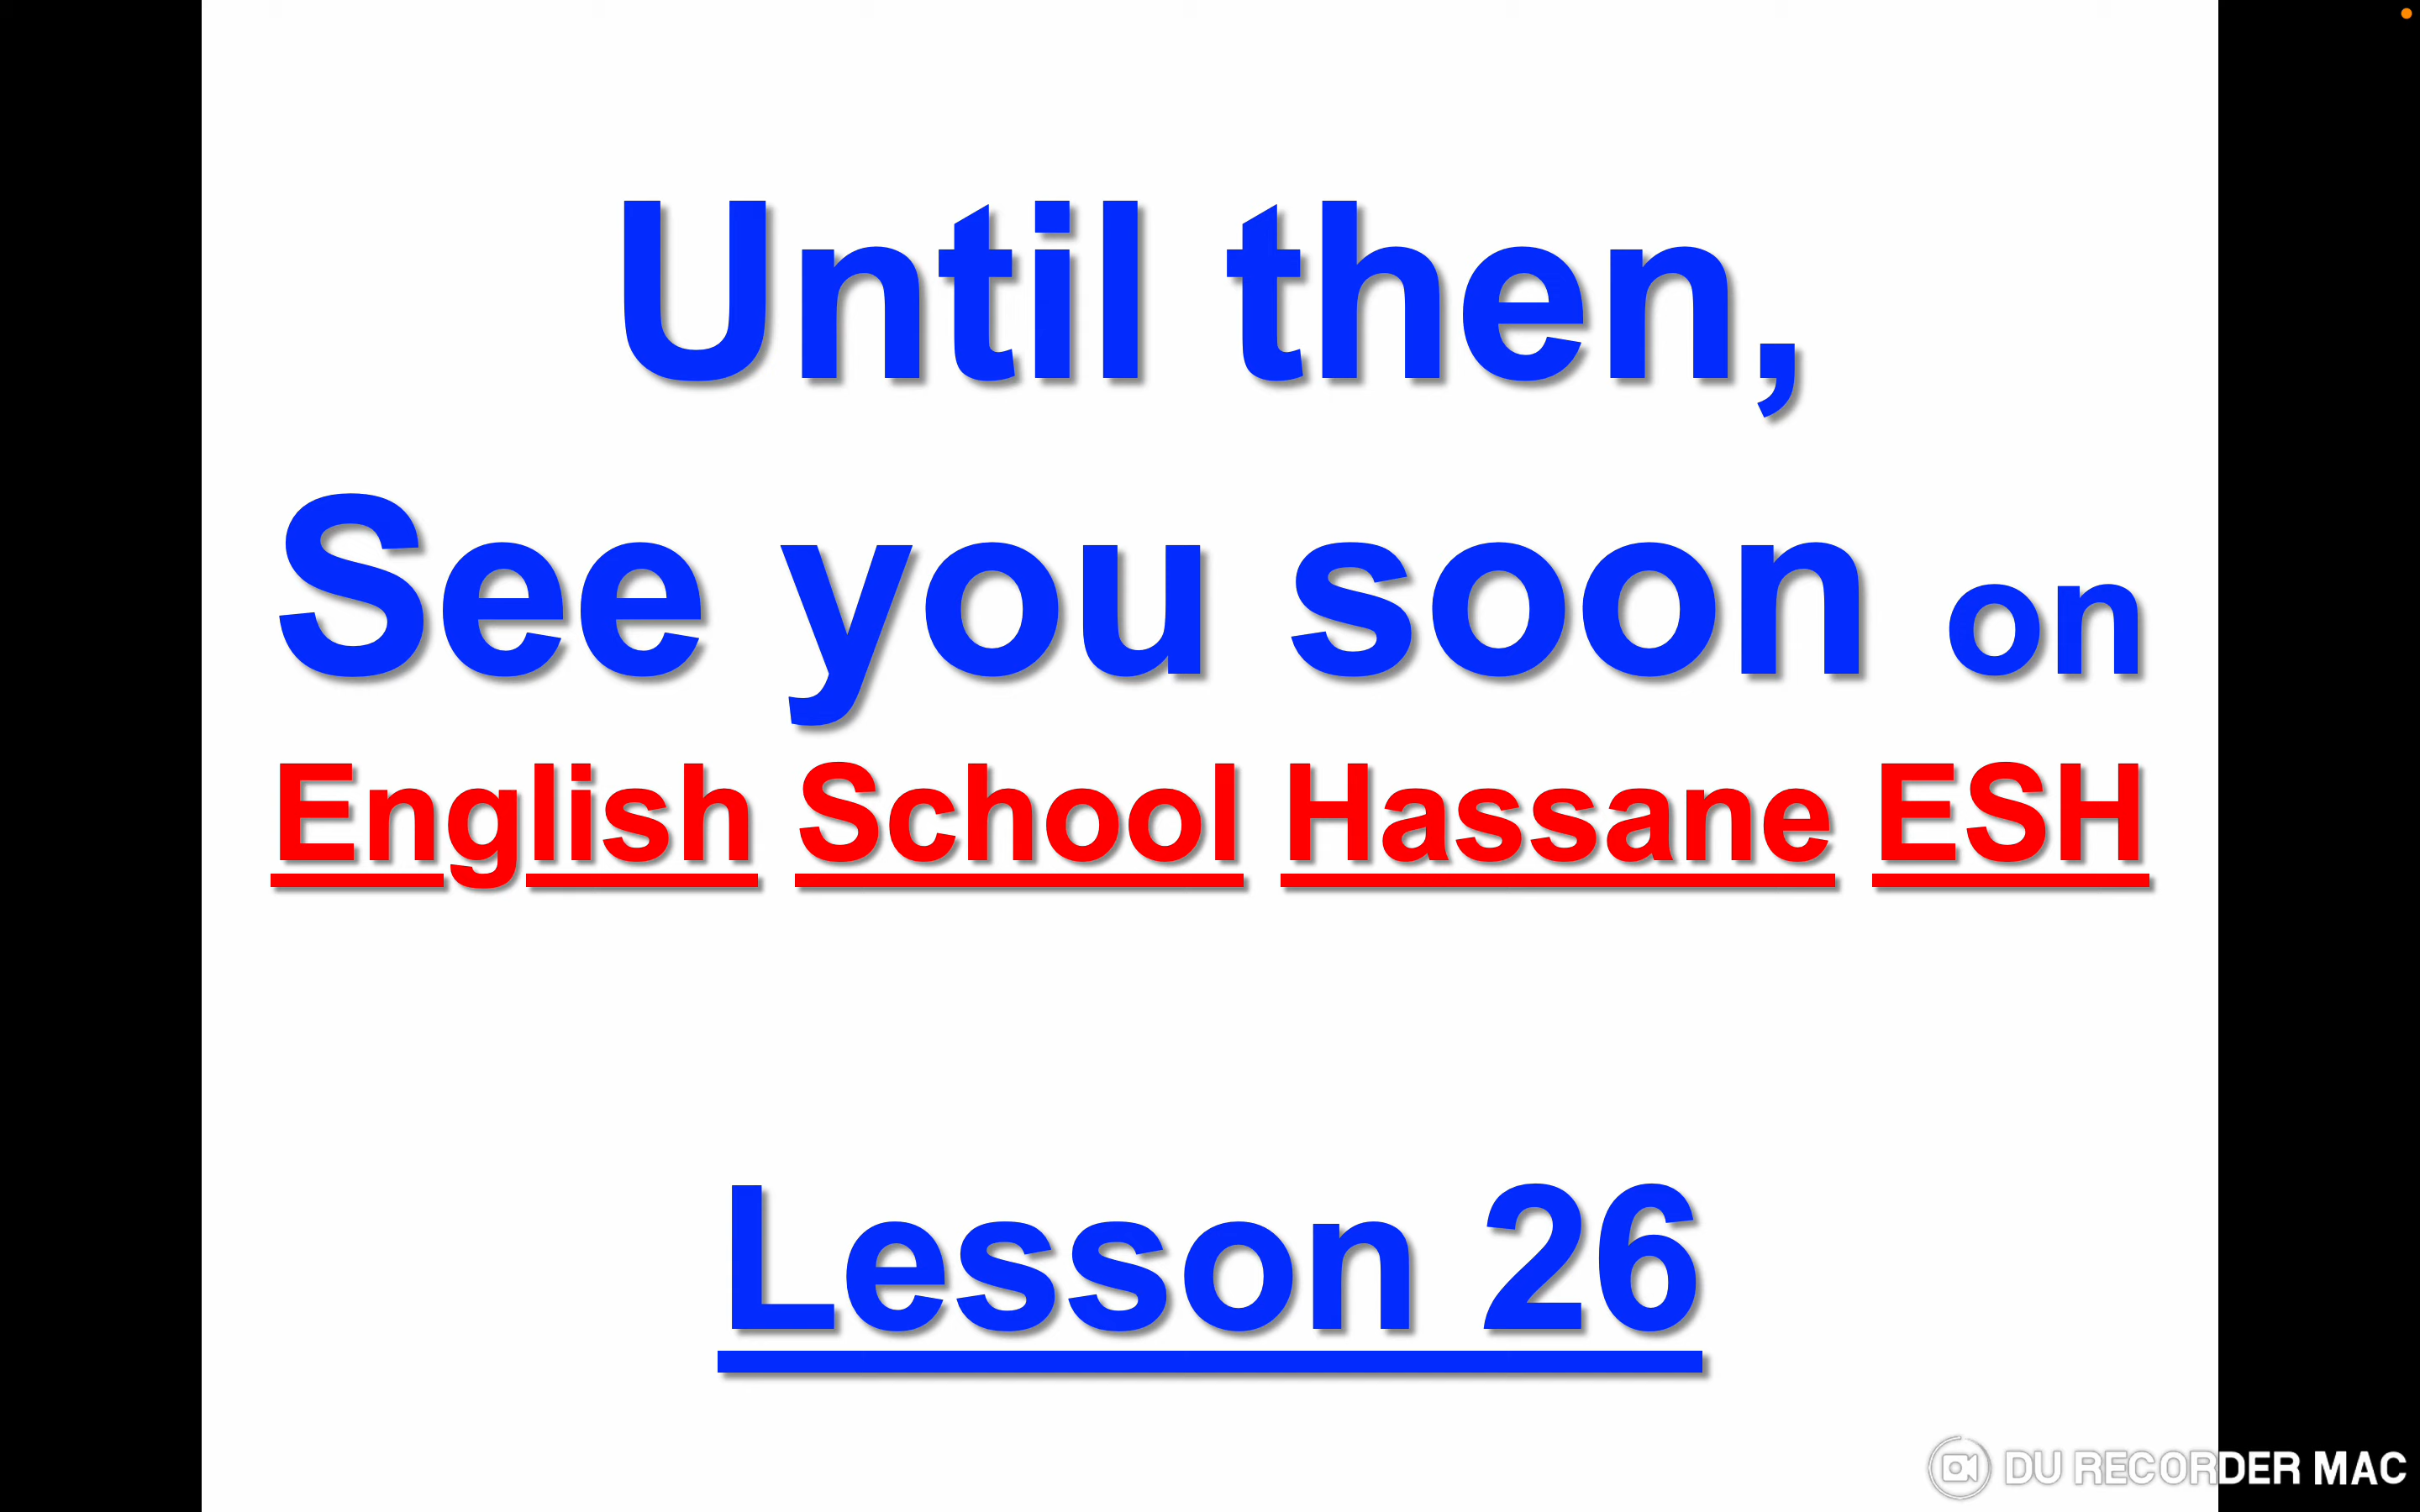 Until then,
See you soon on
English School Hassane ESH
Lesson 26
DU RECORDER MAC